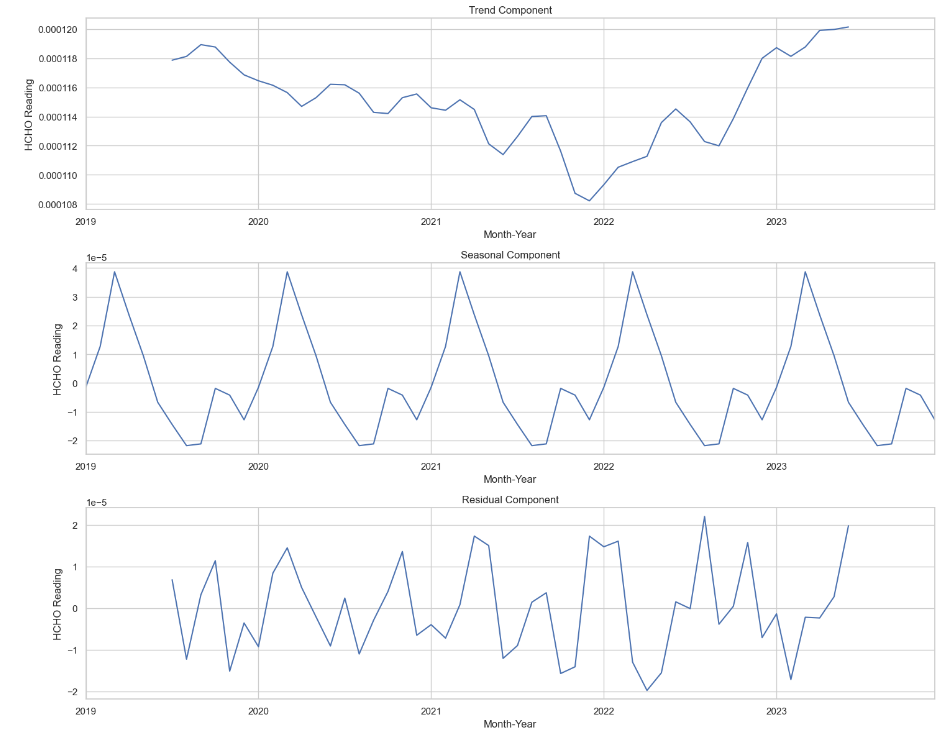 Trend Component
0.000120
0.000118
0.000116
0.000114
0.000112
0.000110
0.000108
HCHO Reading
2019 2020 2021 2022 2023
Month-Year
Seasonal Component
1e−5
4
3
2
1
0
−1
−2
HCHO Reading
2019 2020 2021 2022 2023
Month-Year
Residual Component
1e−5
2
1
0
−1
−2
HCHO Reading
2019 2020 2021 2022 2023
Month-Year